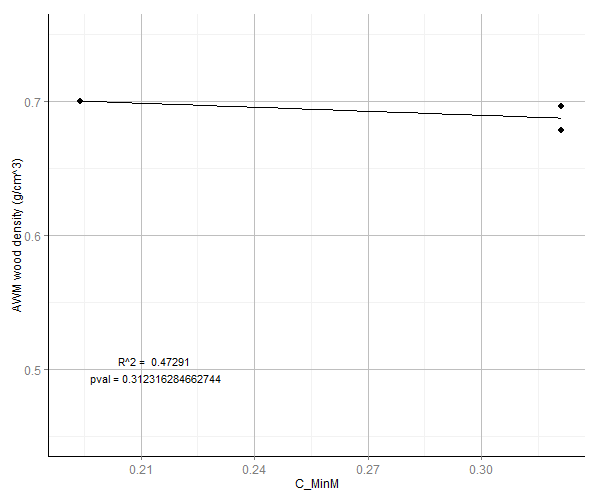 0.7
0.6
0.5
AWM wood density (g/cm^3)
R^2 = 0.47291
pval = 0.312316284662744
0.21 0.24 0.27 0.30
C_MinM